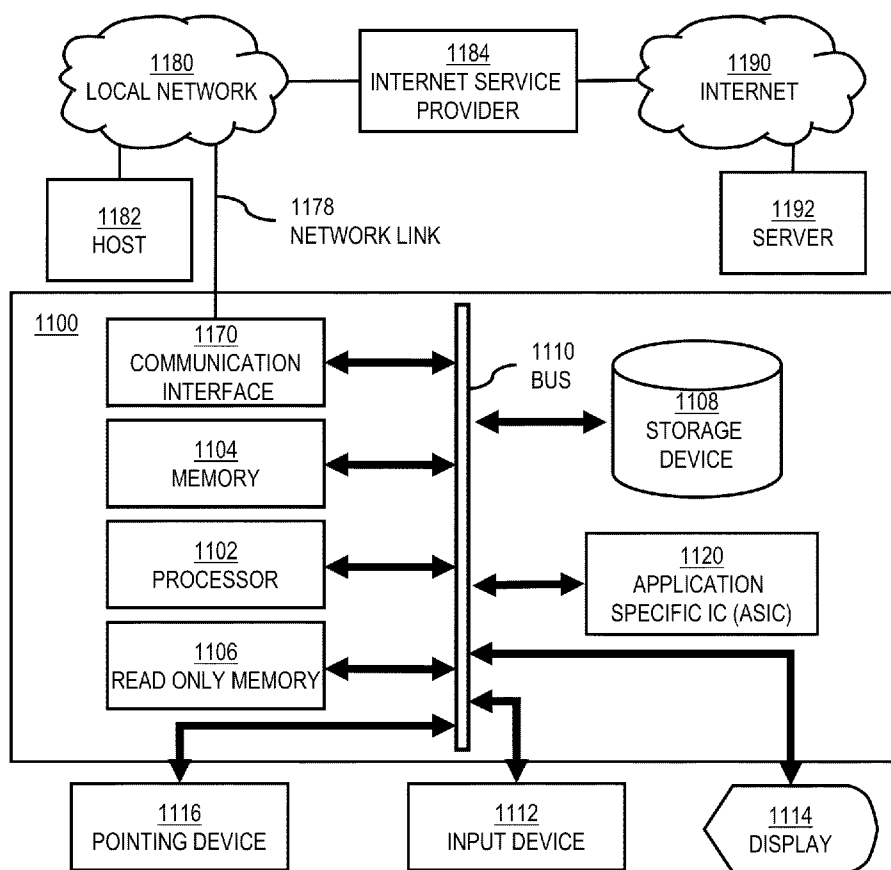 1180
LOCAL NETWORK
1184
INTERNET SERVICE
PROVIDER
1190
INTERNET
1182
HOST
1178
NETWORK LINK
1192
SERVER
1100
1170
COMMUNICATION
INTERFACE
1110
BUS
1108
STORAGE
DEVICE
1104
MEMORY
1102
PROCESSOR
1120
APPLICATION
SPECIFIC IC (ASIC)
1106
READ ONLY MEMORY
1116
POINTING DEVICE
1112
INPUT DEVICE
1114
DISPLAY